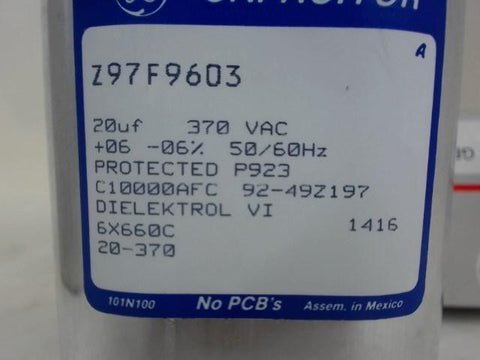 CAPACITOR
A
Z97F9603
20uf 370 VAC
+06 -06% 50/60Hz
PROTECTED P923
C10000AFC 92-49Z197
DIELEKTROL VI
6X660C 1416
20-370
101N100 No PCB's Assem. in Mexico